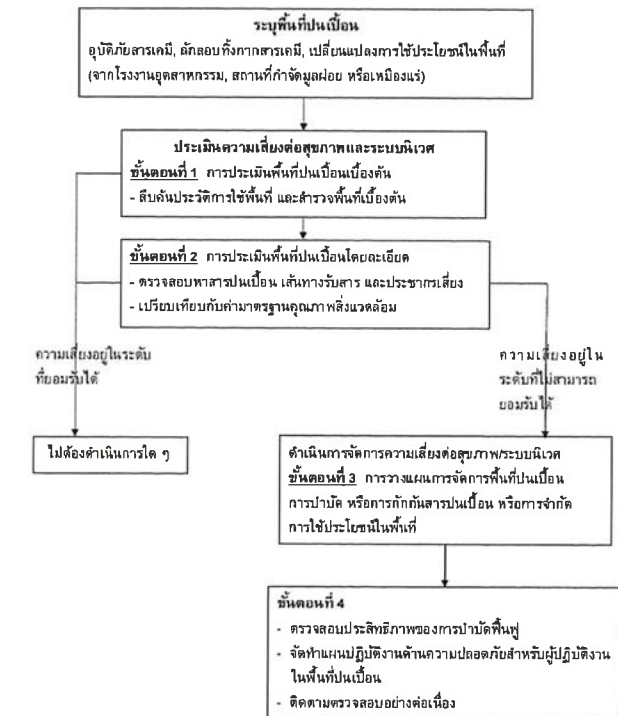 ระบุพื้นที่ปนเปื้อน
อุบัติภัยสารเคมี, ลักลอบทิ้งกากสารเคมี, เปลี่ยนแปลงการใช้ประโยชน์ในพื้นที่
(จากโรงงานอุตสาหกรรม, สถานที่กำจัดมูลฝอย หรือเหมืองแร่)
ประเมินความเสี่ยงต่อสุขภาพและระบบนิเวศ
ขั้นตอนที่ 1 การประเมินพื้นที่ปนเปื้อนเบื้องต้น
- สืบค้นประวัติการใช้พื้นที่ และสำรวจพื้นที่เบื้องต้น
ขั้นตอนที่ 2 การประเมินพื้นที่ปนเปื้อนโดยละเอียด
- ตรวจสอบหาสารปนเปื้อน เส้นทางรับสาร และประชากรเสี่ยง
- เปรียบเทียบกับค่ามาตรฐานคุณภาพสิ่งแวดล้อม
ความเสี่ยงอยู่ในระดับ
ที่ยอมรับได้
ความเสี่ยงอยู่ใน
ระดับที่ไม่สามารถ
ยอมรับได้
ไม่ต้องดำเนินการใด ๆ
ดำเนินการจัดการความเสี่ยงต่อสุขภาพ/ระบบนิเวศ
ขั้นตอนที่ 3 การวางแผนการจัดการพื้นที่ปนเปื้อน
การบำบัด หรือการกักกันสารปนเปื้อน หรือการจำกัด
การใช้ประโยชน์ในพื้นที่
ขั้นตอนที่ 4
- ตรวจสอบประสิทธิภาพของการบำบัดฟื้นฟู
- จัดทำแผนปฏิบัติงานด้านความปลอดภัยสำหรับผู้ปฏิบัติงาน
ในพื้นที่ปนเปื้อน
- ติดตามตรวจสอบอย่างต่อเนื่อง